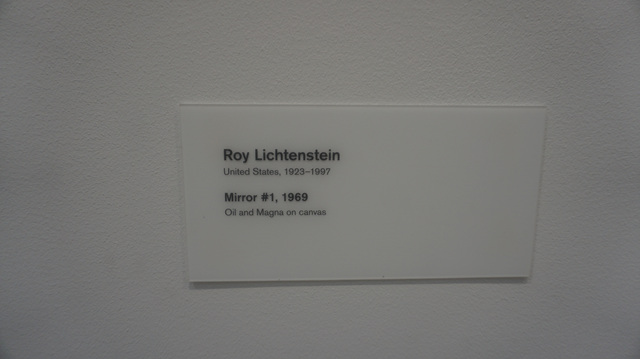 Roy Lichtenstein
United States, 1923–1997
Mirror #1, 1969
Oil and Magna on canvas